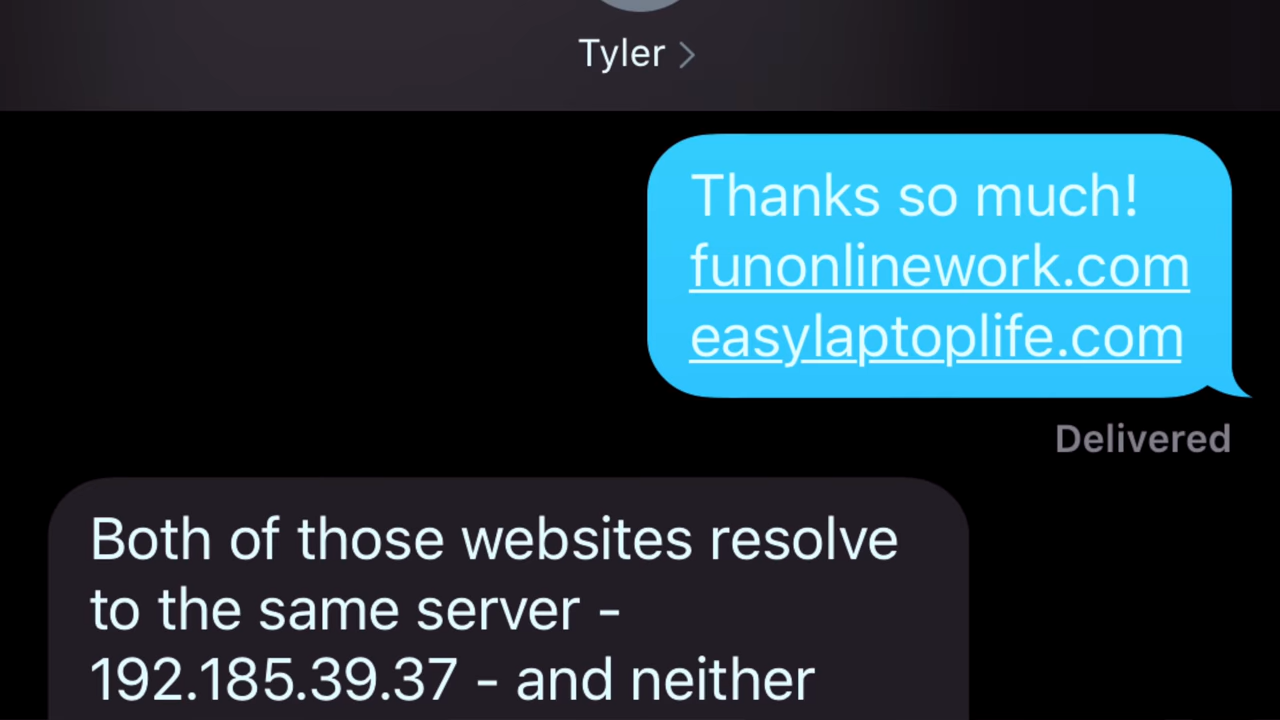 Tyler
Thanks so much!
funonlinework.com
easylaptoplife.com
Delivered
Both of those websites resolve
to the same server -
192.185.39.37 - and neither